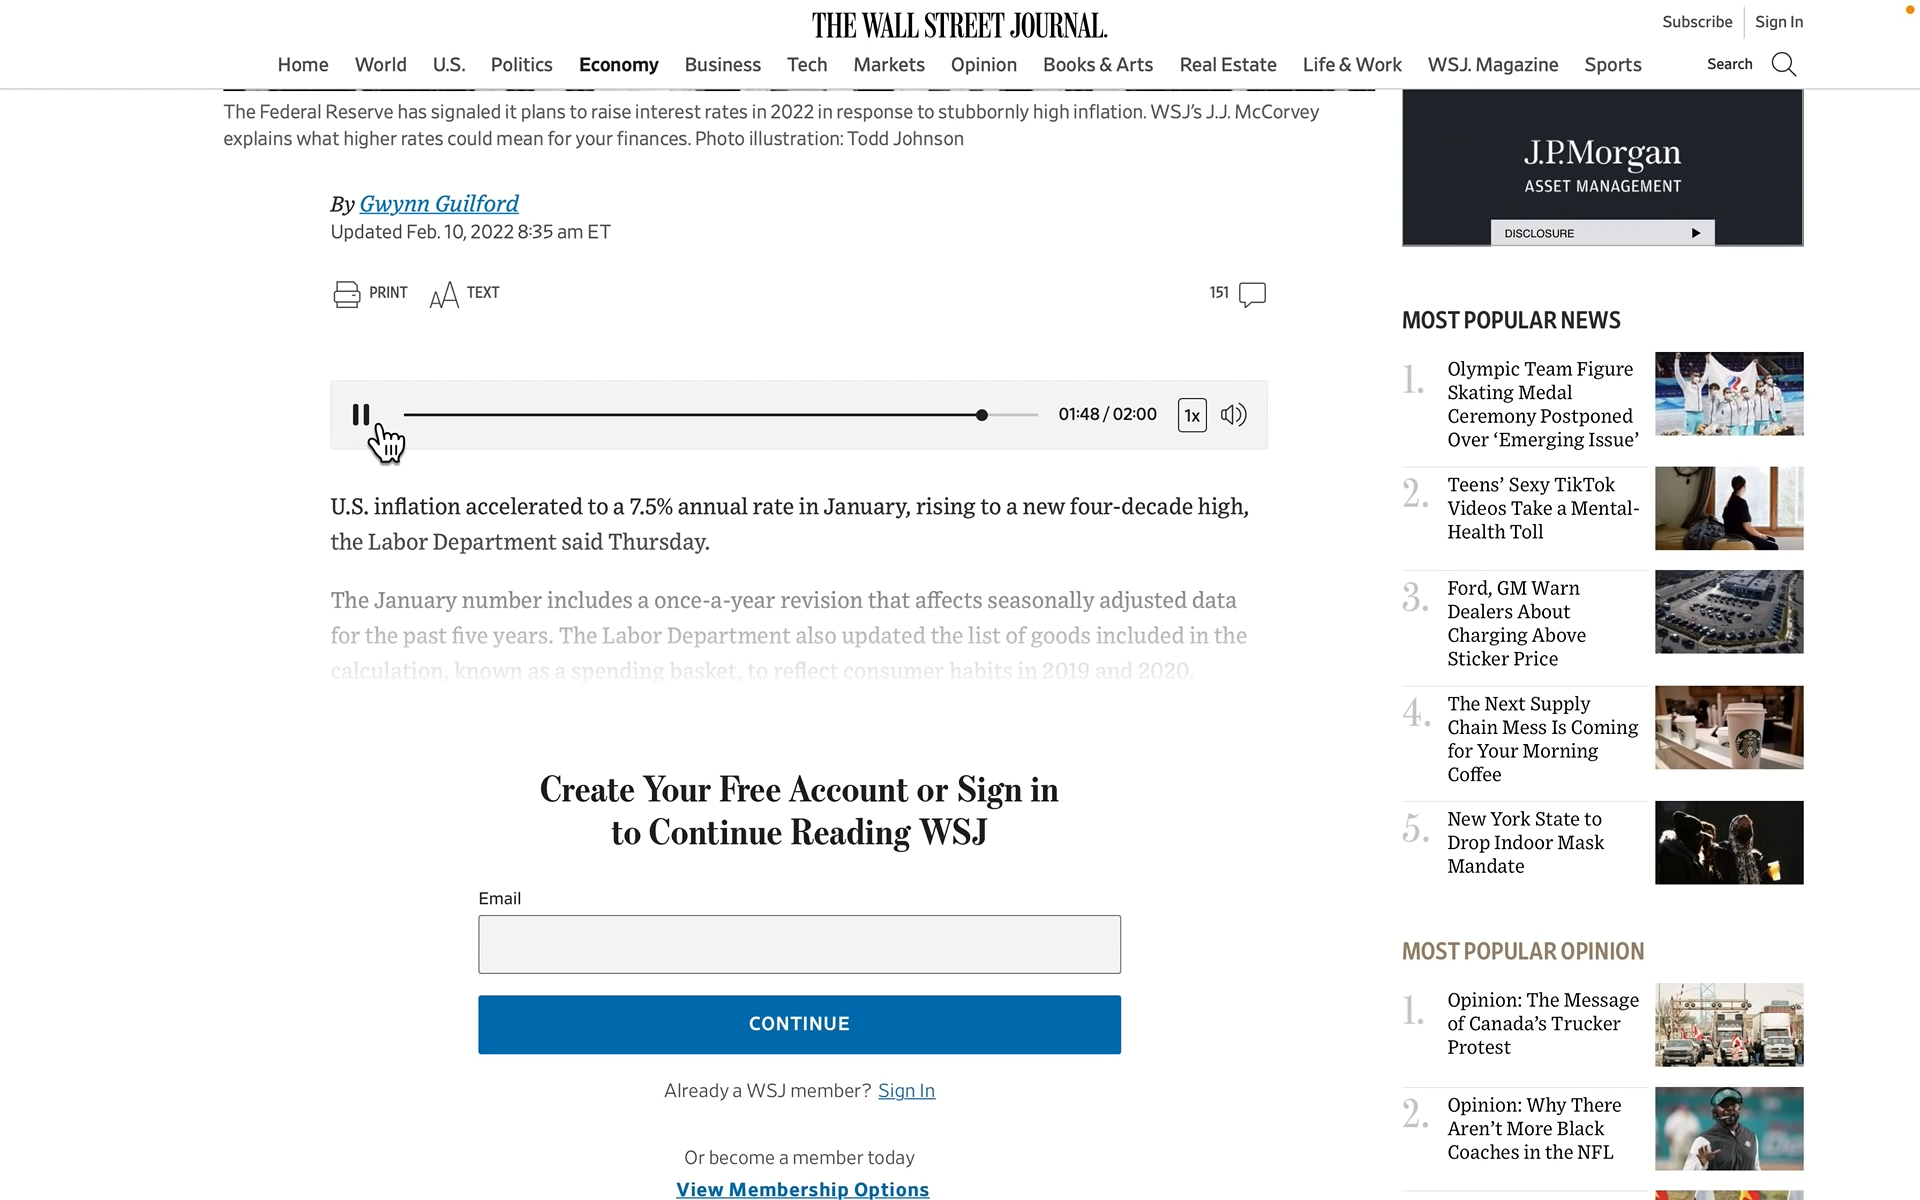 THE WALL STREET JOURNAL.
Subscribe
Sign In
Home
World
U.S.
Politics
Economy
Business
Tech
Markets
Opinion
Books & Arts
Real Estate
Life & Work
WSJ. Magazine
Sports
Search
The Federal Reserve has signaled it plans to raise interest rates in 2022 in response to stubbornly high inflation. WSJ’s J.J. McCorvey
explains what higher rates could mean for your finances. Photo illustration: Todd Johnson
By Gwynn Guilford
Updated Feb. 10, 2022 8:35 am ET
PRINT
AA TEXT
151
01:48 / 02:00
1x
U.S. inflation accelerated to a 7.5% annual rate in January, rising to a new four-decade high,
the Labor Department said Thursday.
The January number includes a once-a-year revision that affects seasonally adjusted data
for the past five years. The Labor Department also updated the list of goods included in the
calculation, known as a spending basket, to reflect consumer habits in 2019 and 2020.
Create Your Free Account or Sign in
to Continue Reading WSJ
Email
CONTINUE
Already a WSJ member? Sign In
Or become a member today
View Membership Options
J.P.Morgan
ASSET MANAGEMENT
DISCLOSURE
MOST POPULAR NEWS
1.
Olympic Team Figure
Skating Medal
Ceremony Postponed
Over ‘Emerging Issue’
2.
Teens’ Sexy TikTok
Videos Take a Mental-
Health Toll
3.
Ford, GM Warn
Dealers About
Charging Above
Sticker Price
4.
The Next Supply
Chain Mess Is Coming
for Your Morning
Coffee
5.
New York State to
Drop Indoor Mask
Mandate
MOST POPULAR OPINION
1.
Opinion: The Message
of Canada’s Trucker
Protest
2.
Opinion: Why There
Aren’t More Black
Coaches in the NFL